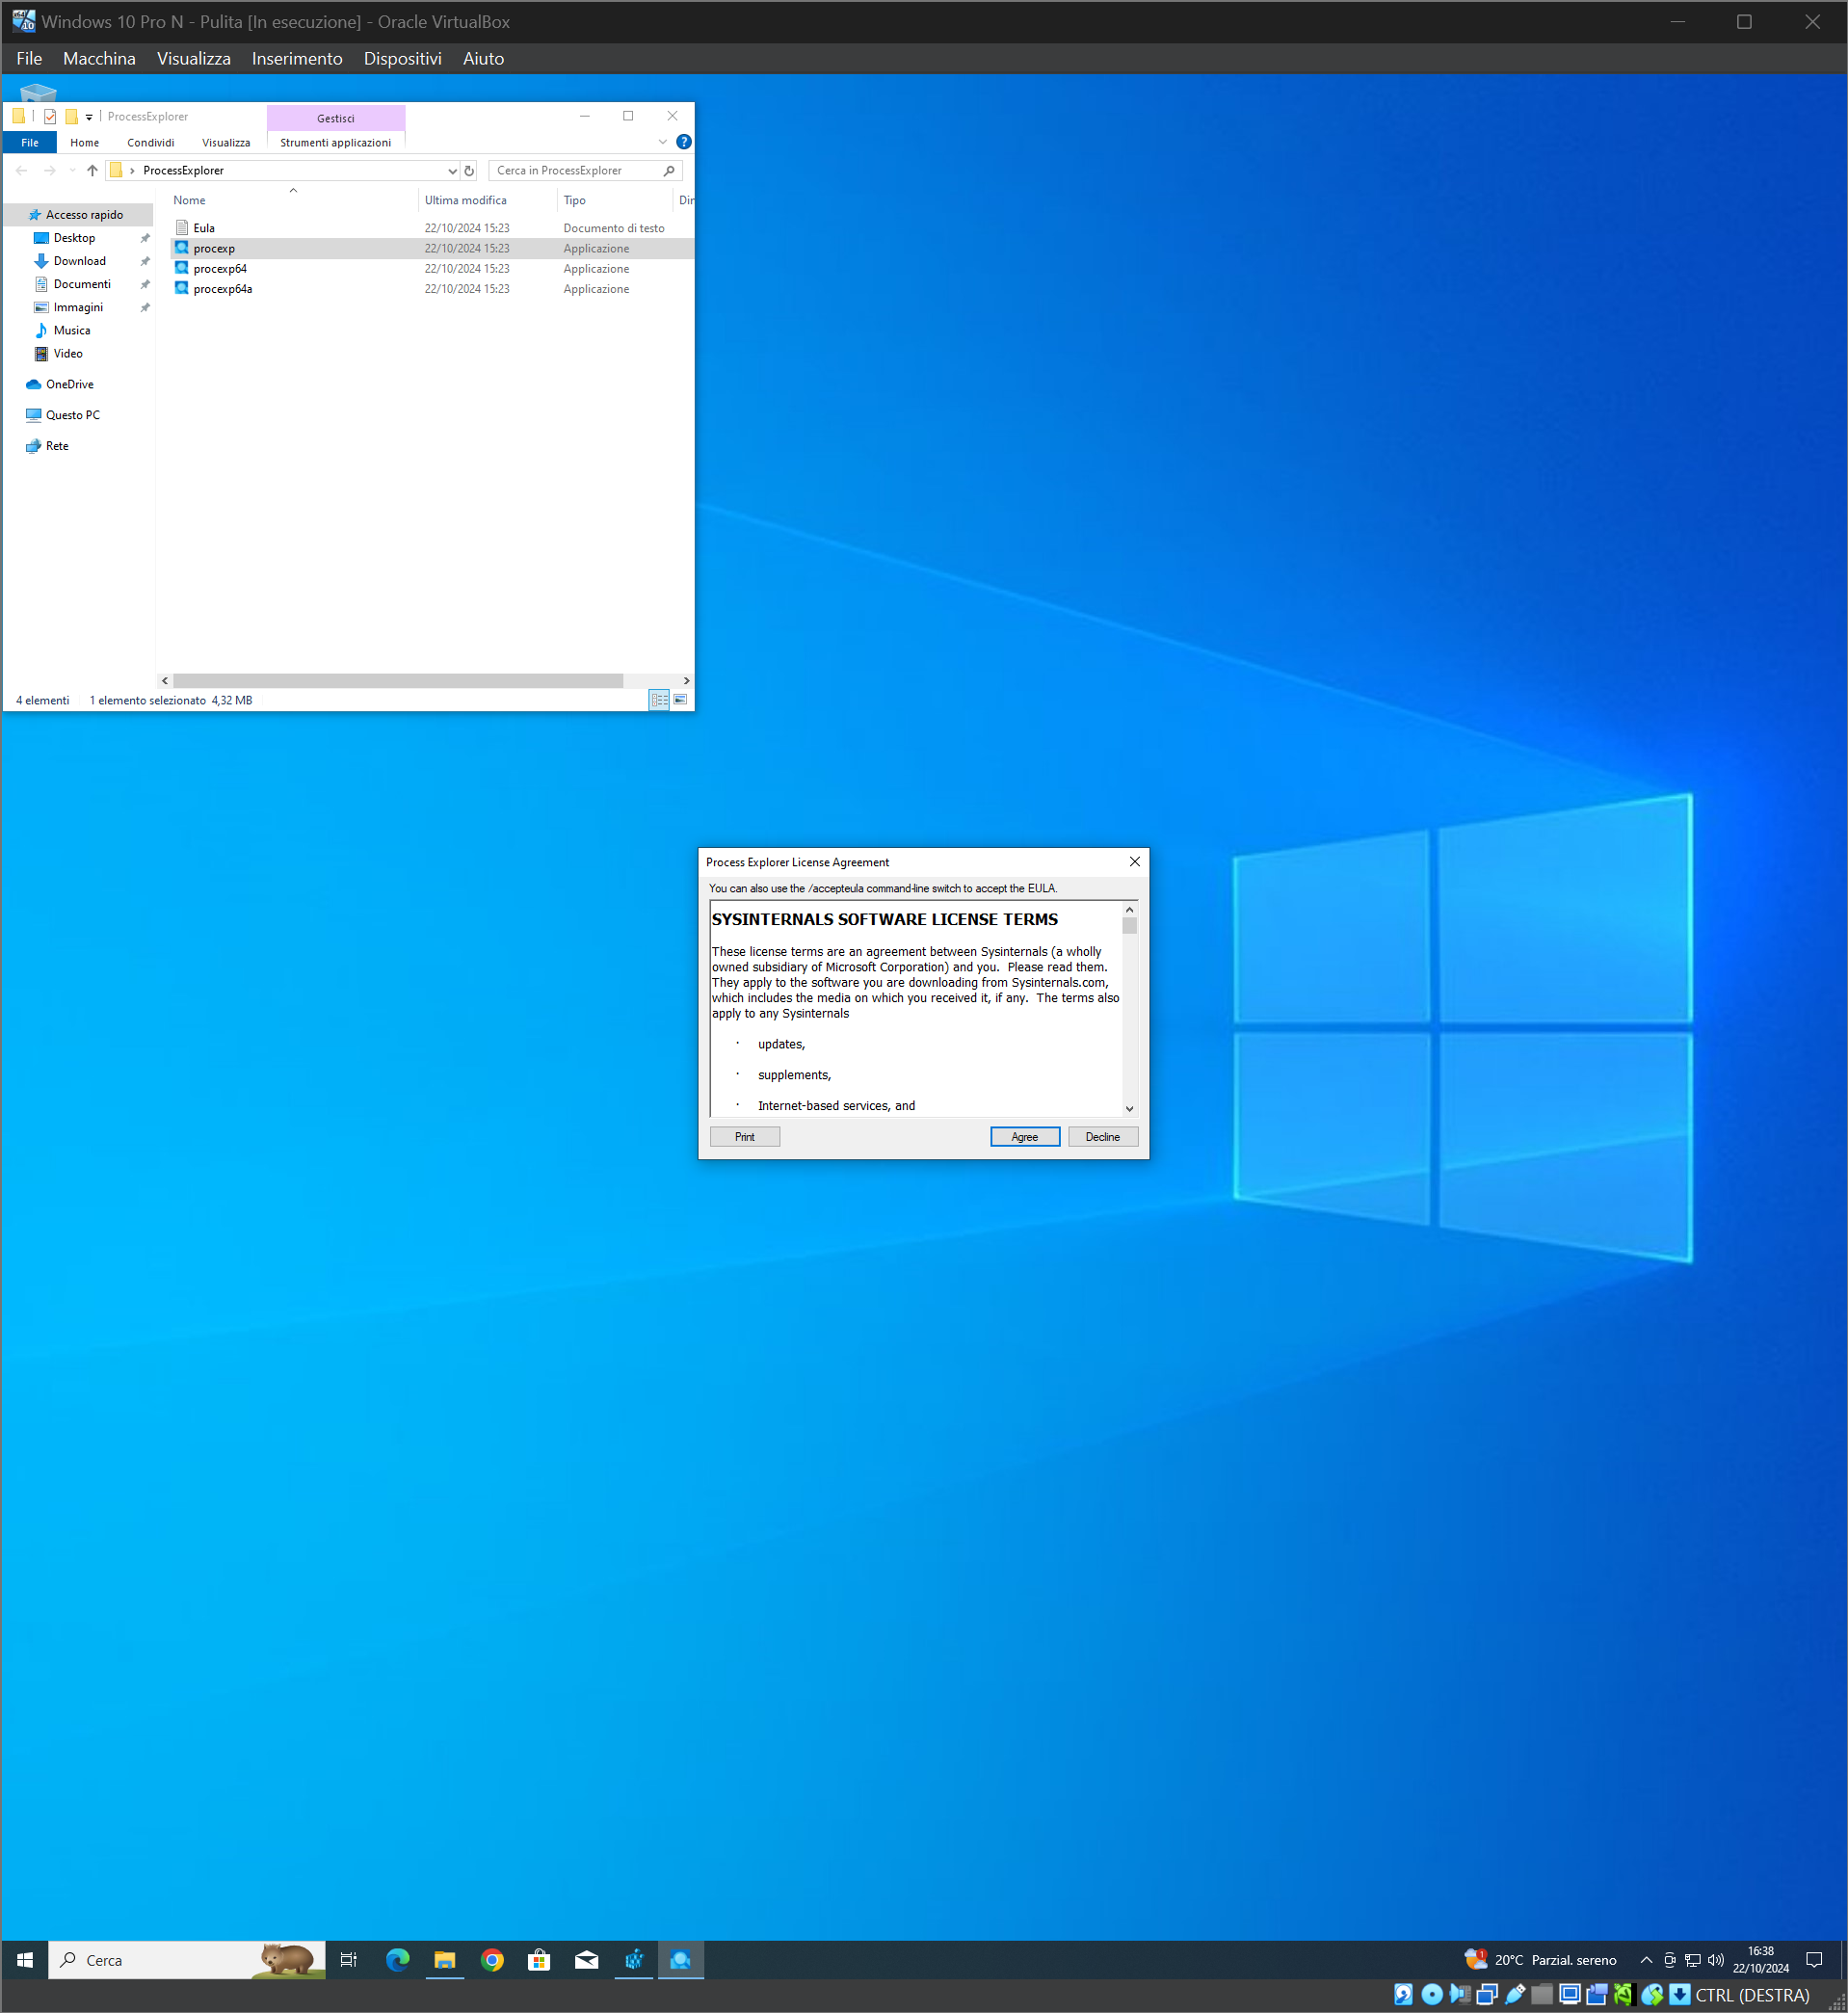 Windows 10 Pro N - Pulita [In esecuzione] - Oracle VirtualBox
File Macchina Visualizza Inserimento Dispositivi Aiuto
ProcessExplorer
Gestisci
File Home Condividi Visualizza Strumenti applicazioni
ProcessExplorer
Cerca in ProcessExplorer
Nome Ultima modifica Tipo Dir
Accesso rapido
Desktop
Download
Documenti
Immagini
Musica
Video
OneDrive
Questo PC
Rete
Eula 22/10/2024 15:23 Documento di testo
procexp 22/10/2024 15:23 Applicazione
procexp64 22/10/2024 15:23 Applicazione
procexp64a 22/10/2024 15:23 Applicazione
4 elementi 1 elemento selezionato 4,32 MB
Process Explorer License Agreement
You can also use the /accepteula command-line switch to accept the EULA.
SYSINTERNALS SOFTWARE LICENSE TERMS
These license terms are an agreement between Sysinternals (a wholly
owned subsidiary of Microsoft Corporation) and you.  Please read them.
They apply to the software you are downloading from Sysinternals.com,
which includes the media on which you received it, if any.  The terms also
apply to any Sysinternals
· updates,
· supplements,
· Internet-based services, and
Print Agree Decline
Cerca
1
20°C Parzial. sereno
16:38
22/10/2024
CTRL (DESTRA)